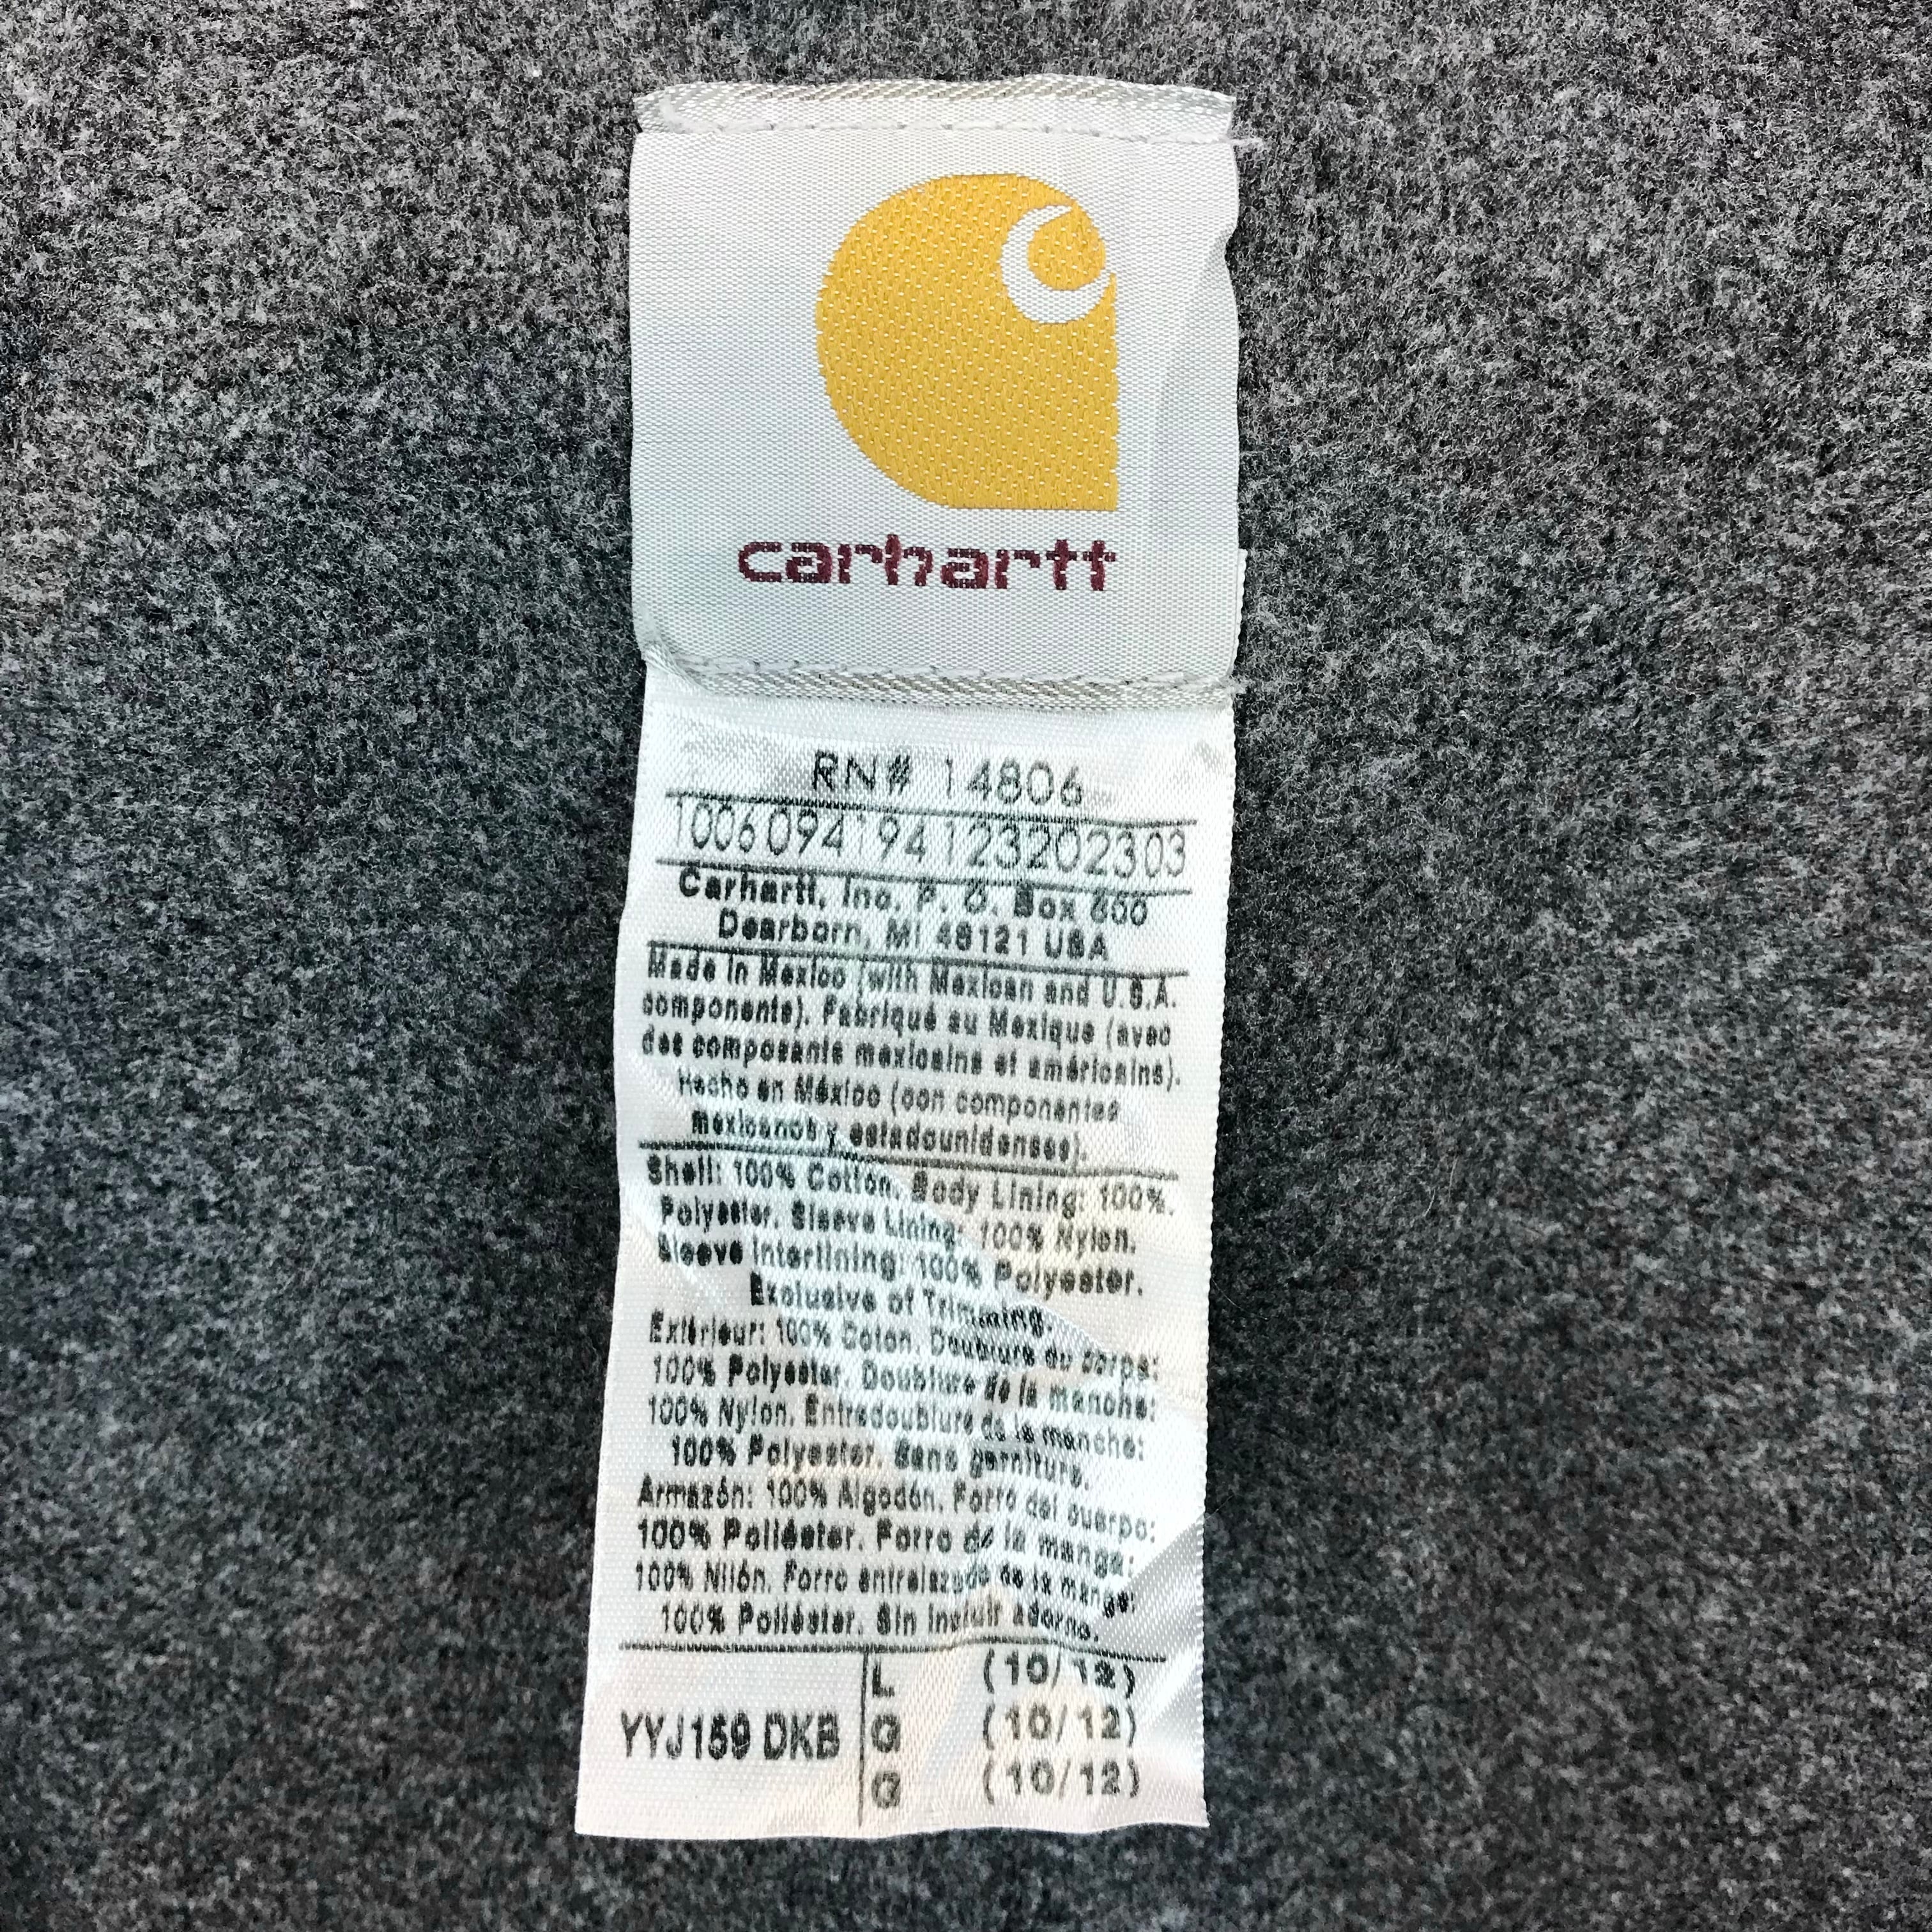 carhartt
RN# 14806
1006094194123202303
Carhartt, Inc. P. O. Box 600
Dearborn, MI 48121 USA
Made in Mexico (with Mexican and U.S.A.
components). Fabriqué au Mexique (avec
des composants mexicains et américains).
Hecho en México (con componentes
mexicanos y estadounidenses).
Shell: 100% Cotton. Body Lining: 100%.
Polyester. Sleeve Lining: 100% Nylon.
Sleeve Interlining: 100% Polyester.
Exclusive of Trimming.
Extérieur: 100% Coton. Doublure du corps:
100% Polyester. Doublure de la manche:
100% Nylon. Entredoublure de la manche:
100% Polyester. Sans garniture.
Armazón: 100% Algodón. Forro del cuerpo:
100% Poliéster. Forro de la manga:
100% Nilón. Forro entrelazado de la manga:
100% Poliéster. Sin incluir adorno.
YYJ159 DKB
L (10/12)
G (10/12)
G (10/12)